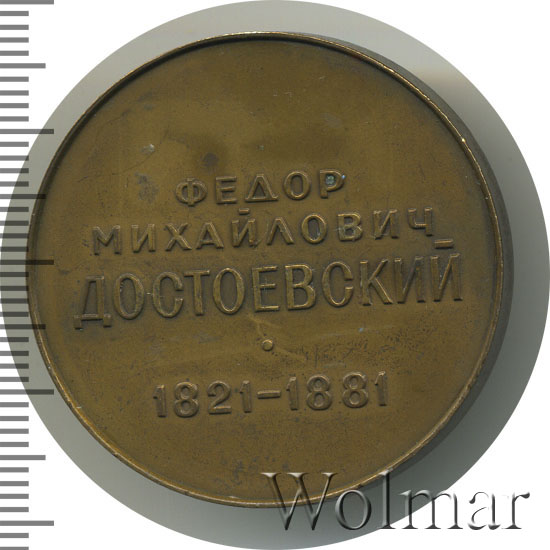 ФЕДОР
МИХАЙЛОВИЧ
ДОСТОЕВСКИЙ
1821-1881
Wolmar